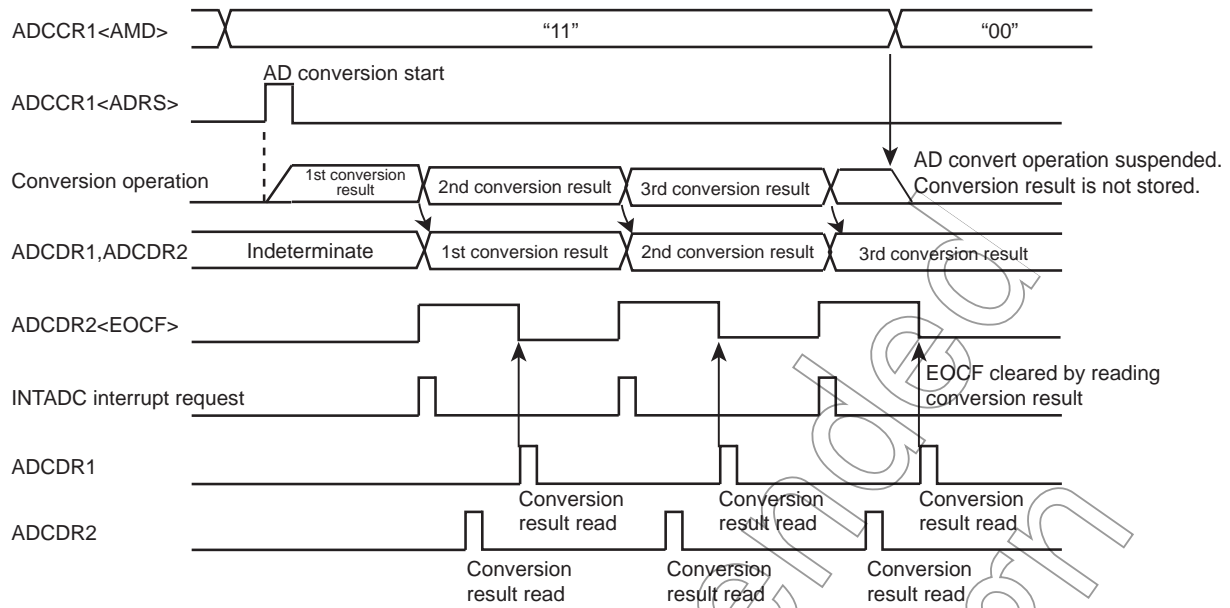 ADCCR1<AMD>
“11”
“00”
AD conversion start
ADCCR1<ADRS>
Conversion operation
1st conversion
result
2nd conversion result
3rd conversion result
AD convert operation suspended.
Conversion result is not stored.
ADCDR1,ADCDR2
Indeterminate
1st conversion result
2nd conversion result
3rd conversion result
ADCDR2<EOCF>
INTADC interrupt request
EOCF cleared by reading
conversion result
ADCDR1
Conversion
result read
Conversion
result read
Conversion
result read
ADCDR2
Conversion
result read
Conversion
result read
Conversion
result read